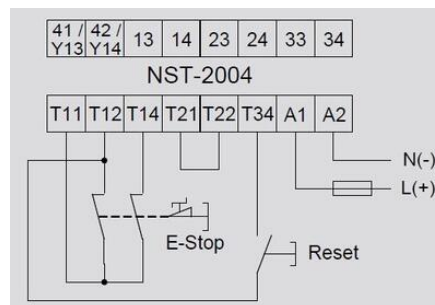 41 / Y13 42 / Y14 13 14 23 24 33 34
NST-2004
T11 T12 T14 T21 T22 T34 A1 A2
N(-)
L(+)
E-Stop
Reset